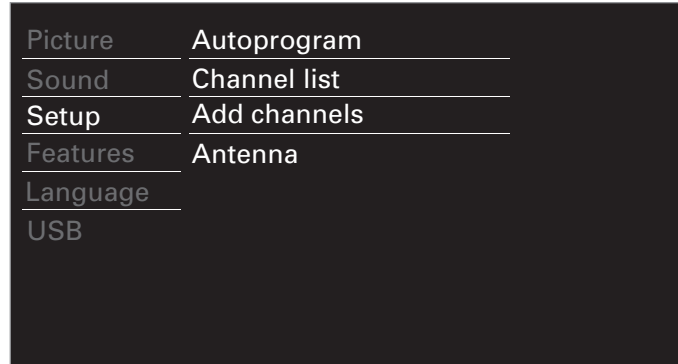 Picture
Sound
Setup
Features
Language
USB
Autoprogram
Channel list
Add channels
Antenna